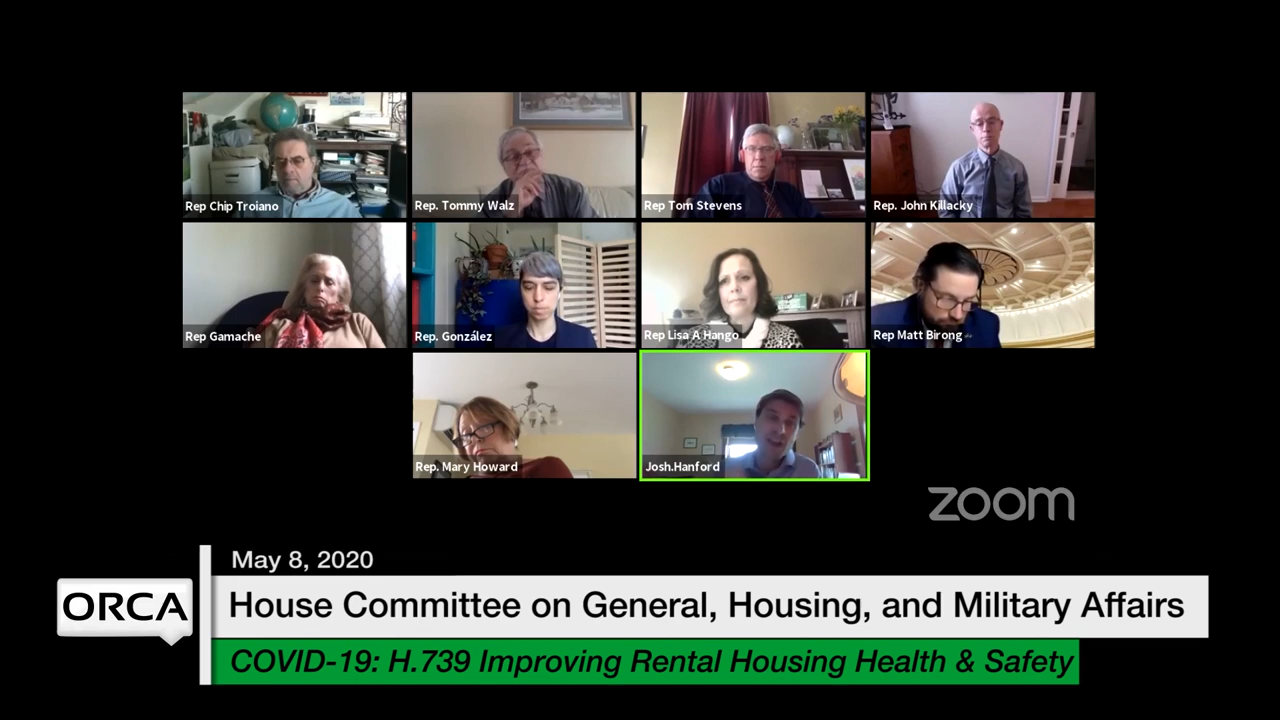 Rep Chip Troiano
Rep. Tommy Walz
Rep Tom Stevens
Rep. John Killacky
Rep Gamache
Rep. González
Rep Lisa A Hango
Rep Matt Birong
Rep. Mary Howard
Josh.Hanford
zoom
May 8, 2020
ORCA
House Committee on General, Housing, and Military Affairs
COVID-19: H.739 Improving Rental Housing Health & Safety